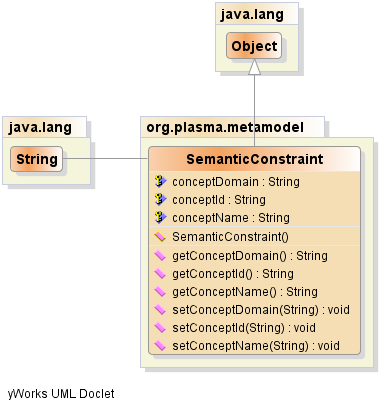 java.lang
Object
java.lang
String
org.plasma.metamodel
SemanticConstraint
conceptDomain : String
conceptId : String
conceptName : String
SemanticConstraint()
getConceptDomain() : String
getConceptId() : String
getConceptName() : String
setConceptDomain(String) : void
setConceptId(String) : void
setConceptName(String) : void
yWorks UML Doclet